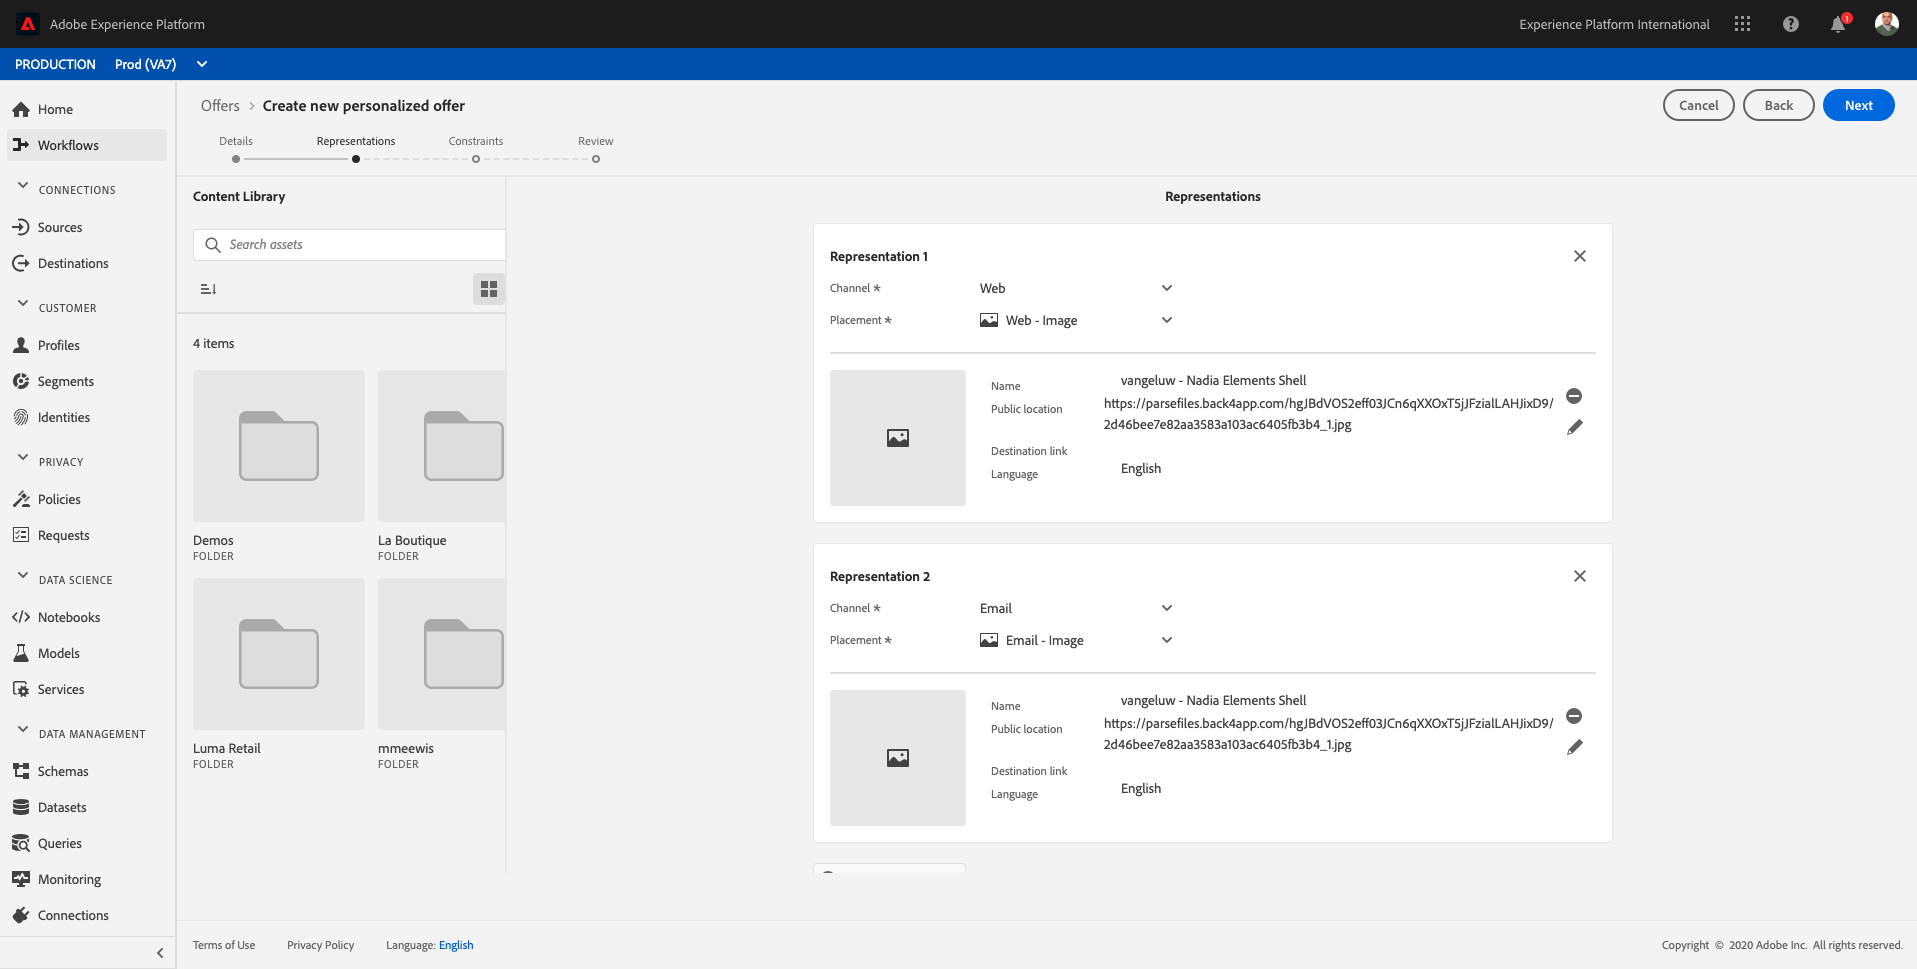 Adobe Experience Platform
Experience Platform International
1
PRODUCTION Prod (VA7)
Home
Workflows
CONNECTIONS
Sources
Destinations
CUSTOMER
Profiles
Segments
Identities
PRIVACY
Policies
Requests
DATA SCIENCE
Notebooks
Models
Services
DATA MANAGEMENT
Schemas
Datasets
Queries
Monitoring
Connections
Offers > Create new personalized offer
Cancel Back Next
Details Representations Constraints Review
Content Library
Search assets
4 items
Demos
FOLDER
La Boutique
FOLDER
Luma Retail
FOLDER
mmeewis
FOLDER
Representations
Representation 1
Channel * Web
Placement * Web - Image
Name vangeluw - Nadia Elements Shell
Public location https://parsefiles.back4app.com/hgJBdVOS2eff03JCn6qXXOxT5jJFzialLAHJixD9/
2d46bee7e82aa3583a103ac6405fb3b4_1.jpg
Destination link
Language English
Representation 2
Channel * Email
Placement * Email - Image
Name vangeluw - Nadia Elements Shell
Public location https://parsefiles.back4app.com/hgJBdVOS2eff03JCn6qXXOxT5jJFzialLAHJixD9/
2d46bee7e82aa3583a103ac6405fb3b4_1.jpg
Destination link
Language English
Terms of Use Privacy Policy Language: English
Copyright © 2020 Adobe Inc. All rights reserved.